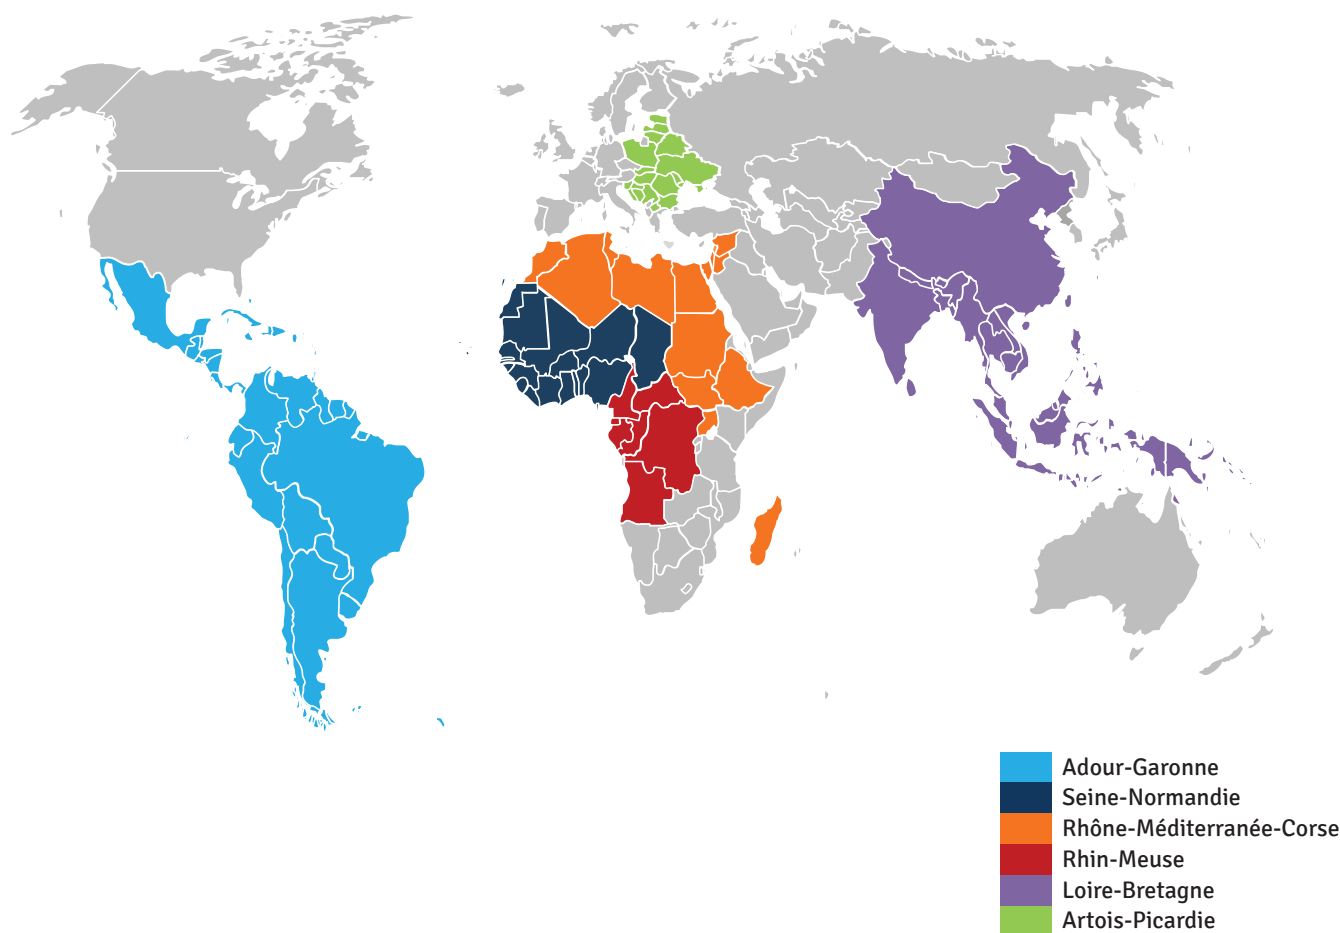 Adour-Garonne
Seine-Normandie
Rhône-Méditerranée-Corse
Rhin-Meuse
Loire-Bretagne
Artois-Picardie